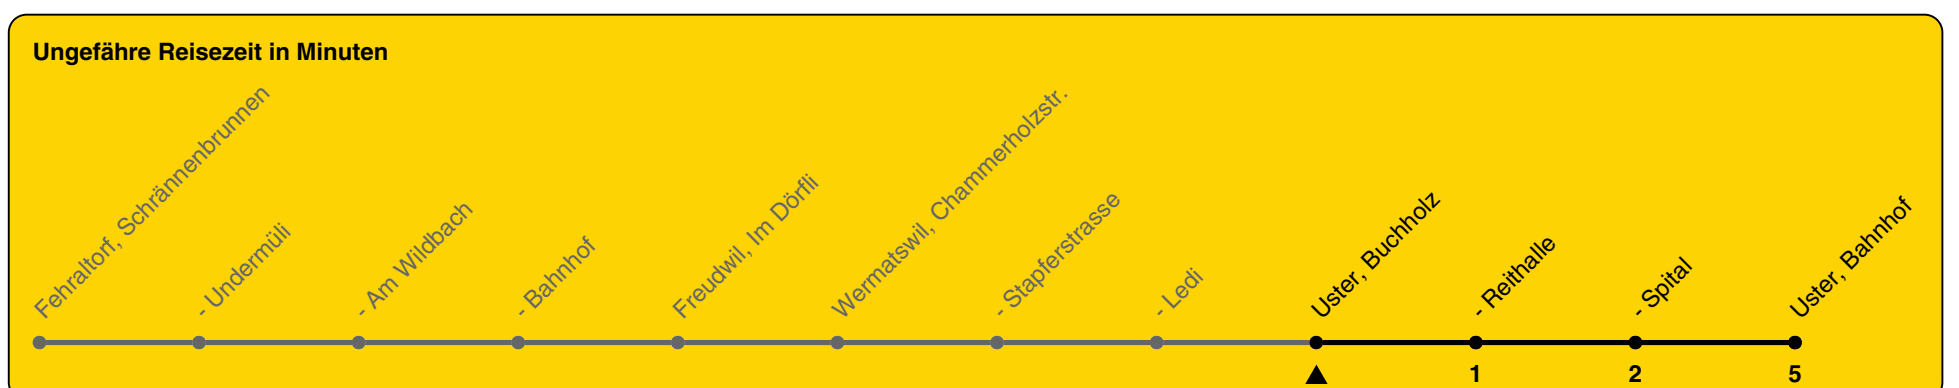 Ungefähre Reisezeit in Minuten
Fehraltorf, Schrännenbrunnen
- Undermüli
- Am Wildbach
- Bahnhof
Freudwil, Im Dörfli
Wermatswil, Chammerholzstr.
- Stapferstrasse
- Ledi
Uster, Buchholz
- Reithalle
- Spital
Uster, Bahnhof
1 2 5